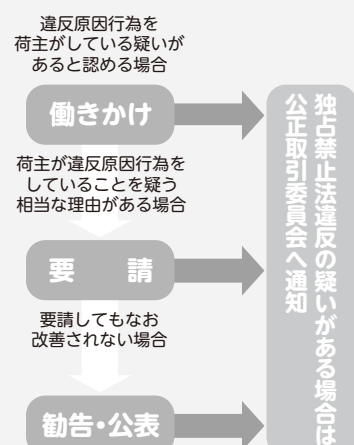 違反原因行為を
荷主がしている疑いが
あると認める場合
働きかけ
荷主が違反原因行為を
していることを疑う
相当な理由がある場合
要　請
要請してもなお
改善されない場合
勧告・公表
独占禁止法違反の疑いがある場合は
公正取引委員会へ通知